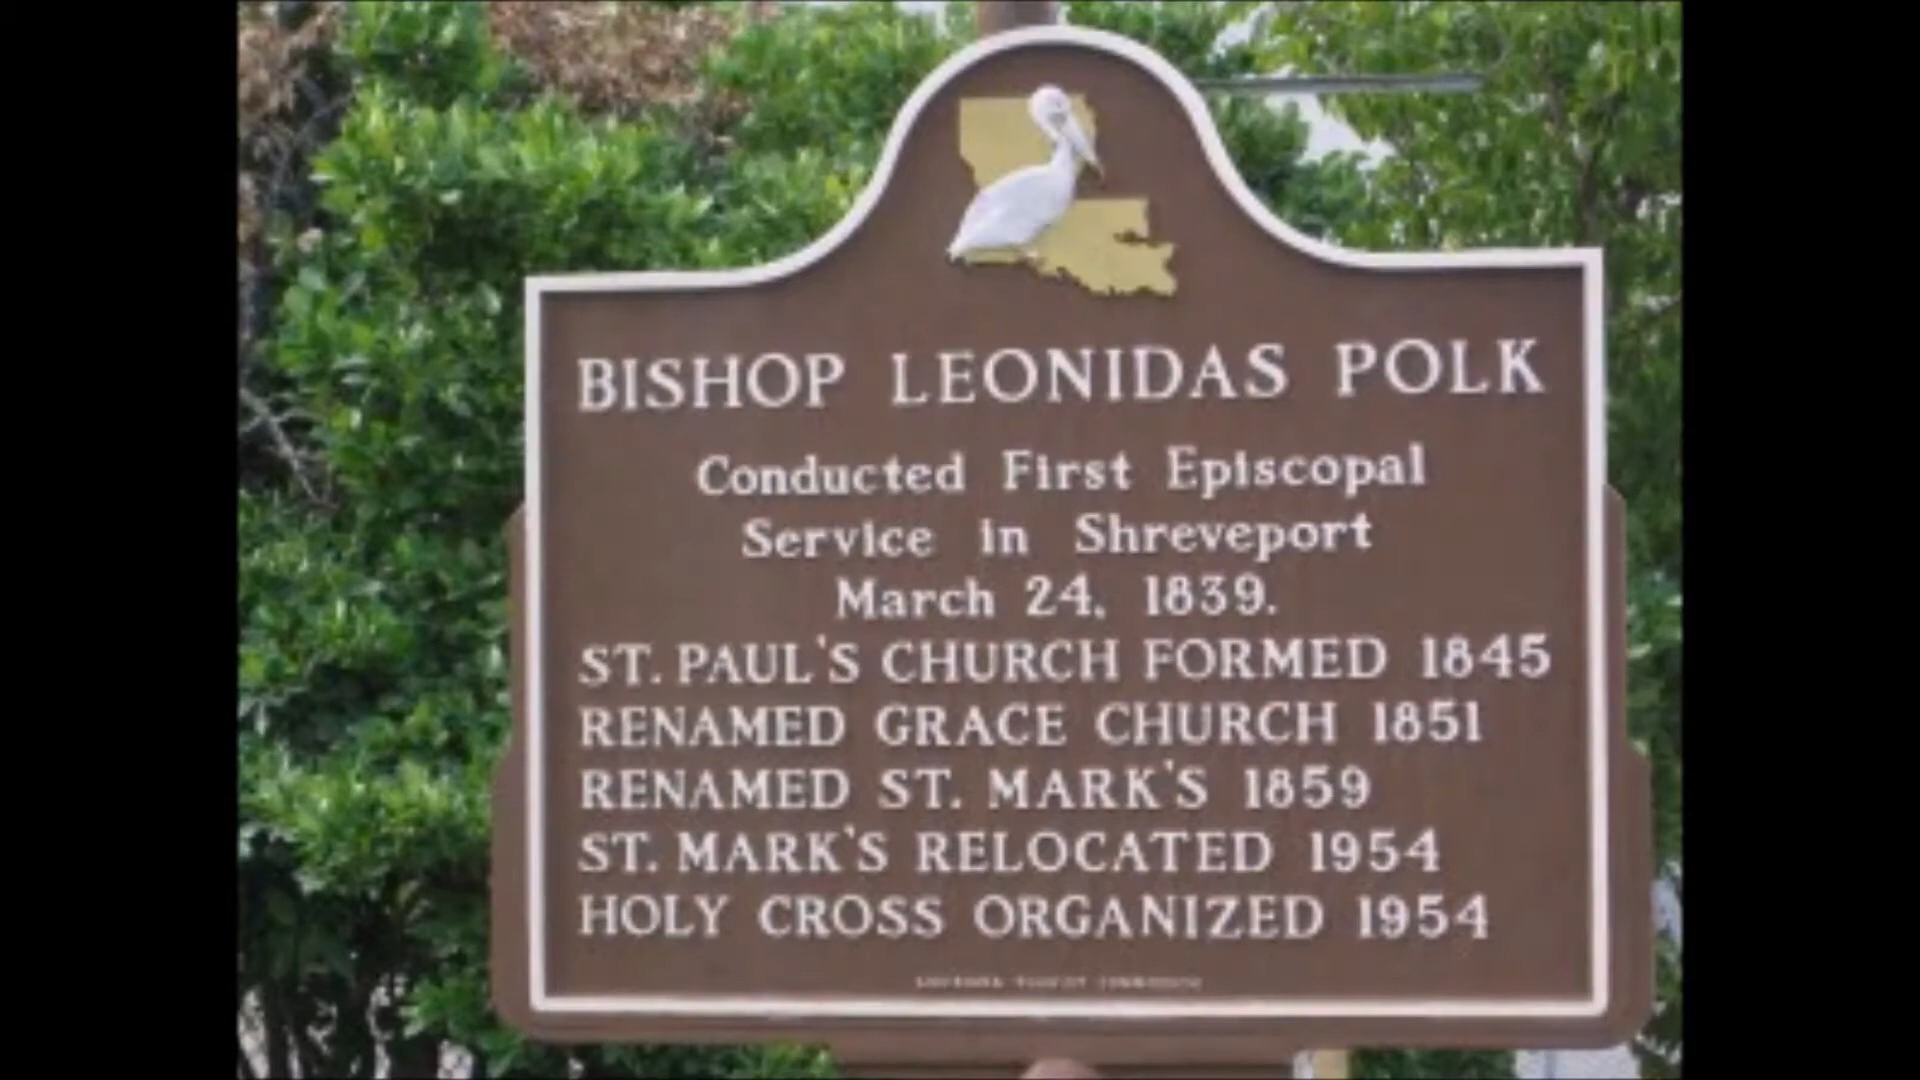 BISHOP LEONIDAS POLK
Conducted First Episcopal
Service in Shreveport
March 24, 1839.
ST. PAUL'S CHURCH FORMED 1845
RENAMED GRACE CHURCH 1851
RENAMED ST. MARK'S 1859
ST. MARK'S RELOCATED 1954
HOLY CROSS ORGANIZED 1954